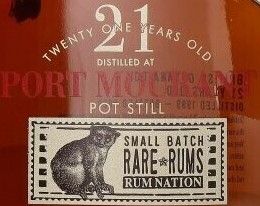 TWENTY ONE YEARS OLD
21
DISTILLED AT
PORT MOURANT
POT STILL
SMALL BATCH
RARE RUMS
RUM NATION